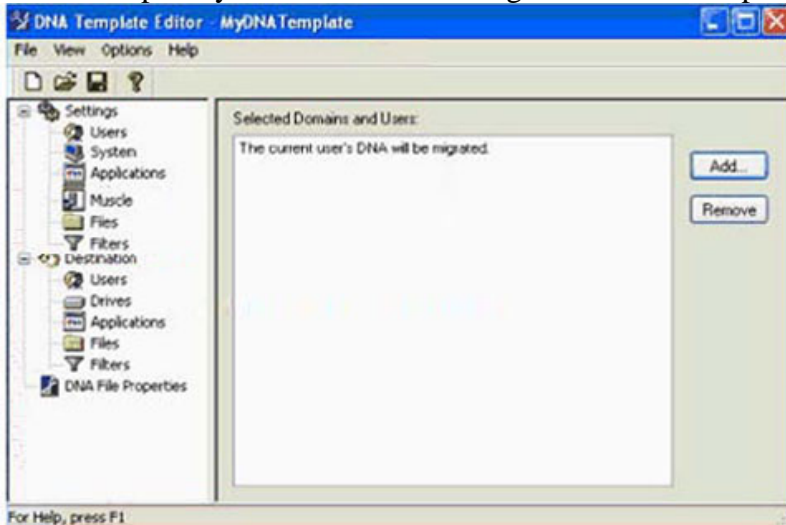 DNA Template Editor - MyDNATemplate
File View Options Help
Settings
Users
System
Applications
Muscle
Files
Filters
Destination
Users
Drives
Applications
Files
Filters
DNA File Properties
Selected Domains and Users:
The current user's DNA will be migrated.
Add...
Remove
For Help, press F1